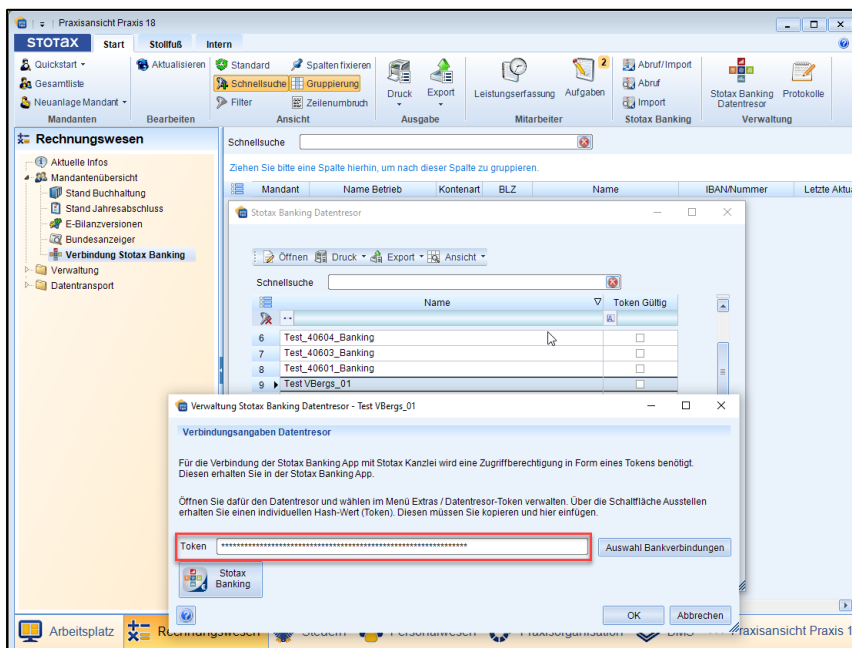 Praxisansicht Praxis 18
STOTAX Start Stollfuß Intern
Quickstart Aktualisieren Standard Spalten fixieren 2 Abruf/Import
Gesamtliste Schnellsuche Gruppierung Druck Export Leistungserfassung Aufgaben Abruf Stotax Banking Datentresor Protokolle
Neuanlage Mandant Filter Zeilenumbruch Import
Mandanten Bearbeiten Ansicht Ausgabe Mitarbeiter Stotax Banking Verwaltung
Rechnungswesen
Aktuelle Infos
Mandantenübersicht
Stand Buchhaltung
Stand Jahresabschluss
E-Bilanzversionen
Bundesanzeiger
Verbindung Stotax Banking
Verwaltung
Datentransport
Schnellsuche
Ziehen Sie bitte eine Spalte hierhin, um nach dieser Spalte zu gruppieren.
Mandant Name Betrieb Kontenart BLZ Name IBAN/Nummer Letzte Aktua
Stotax Banking Datentresor
Öffnen Druck Export Ansicht
Schnellsuche
Name Token Gültig
6 Test_40604_Banking
7 Test_40603_Banking
8 Test_40601_Banking
9 Test VBergs_01
Verwaltung Stotax Banking Datentresor - Test VBergs_01
Verbindungsangaben Datentresor
Für die Verbindung der Stotax Banking App mit Stotax Kanzlei wird eine Zugriffberechtigung in Form eines Tokens benötigt.
Diesen erhalten Sie in der Stotax Banking App.
Öffnen Sie dafür den Datentresor und wählen im Menü Extras / Datentresor-Token verwalten. Über die Schaltfläche Ausstellen
erhalten Sie einen individuellen Hash-Wert (Token). Diesen müssen Sie kopieren und hier einfügen.
Token **************************************************************** Auswahl Bankverbindungen
Stotax
Banking
OK Abbrechen
Arbeitsplatz Rechnungswesen Steuern Personalwesen Praxisorganisation DMS Praxisansicht Praxis 1